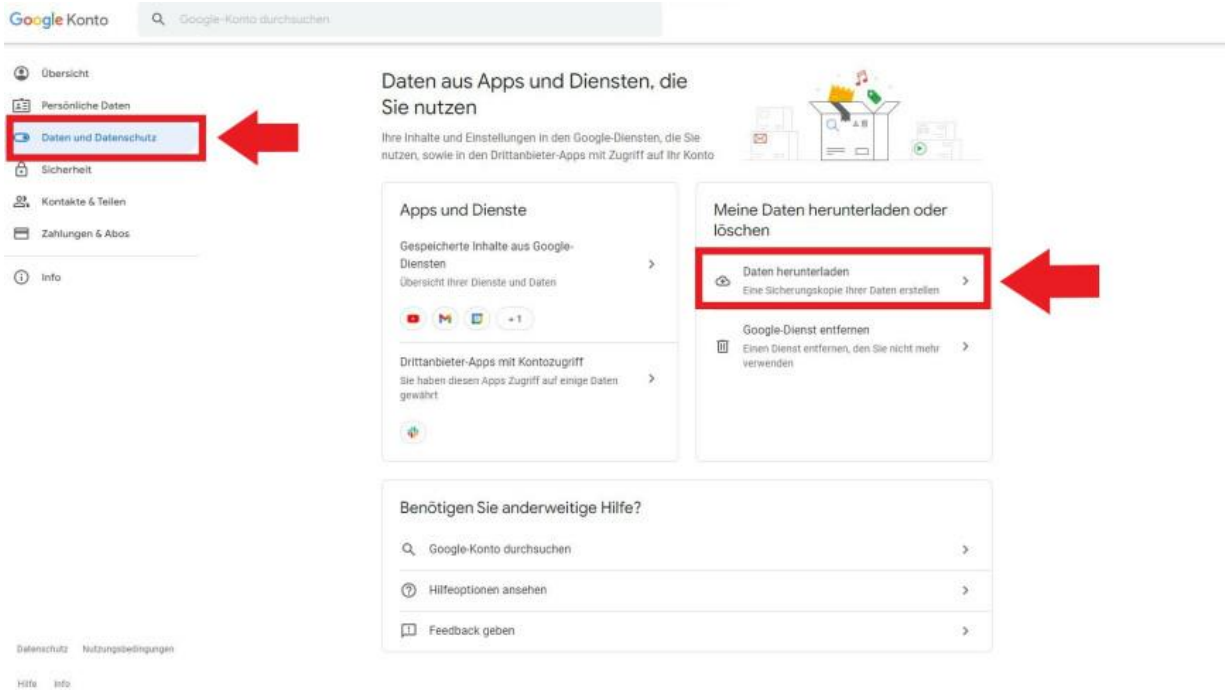 Google Konto
Google-Konto durchsuchen
Übersicht
Persönliche Daten
Daten und Datenschutz
Sicherheit
Kontakte & Teilen
Zahlungen & Abos
Info
Daten aus Apps und Diensten, die
Sie nutzen
Ihre Inhalte und Einstellungen in den Google-Diensten, die Sie
nutzen, sowie in den Drittanbieter-Apps mit Zugriff auf Ihr Konto
Apps und Dienste
Gespeicherte Inhalte aus Google-
Diensten
Übersicht Ihrer Dienste und Daten
+1
Drittanbieter-Apps mit Kontozugriff
Sie haben diesen Apps Zugriff auf einige Daten
gewährt
Meine Daten herunterladen oder
löschen
Daten herunterladen
Eine Sicherungskopie Ihrer Daten erstellen
Google-Dienst entfernen
Einen Dienst entfernen, den Sie nicht mehr
verwenden
Benötigen Sie anderweitige Hilfe?
Google-Konto durchsuchen
Hilfeoptionen ansehen
Feedback geben
Datenschutz Nutzungsbedingungen
Hilfe Info